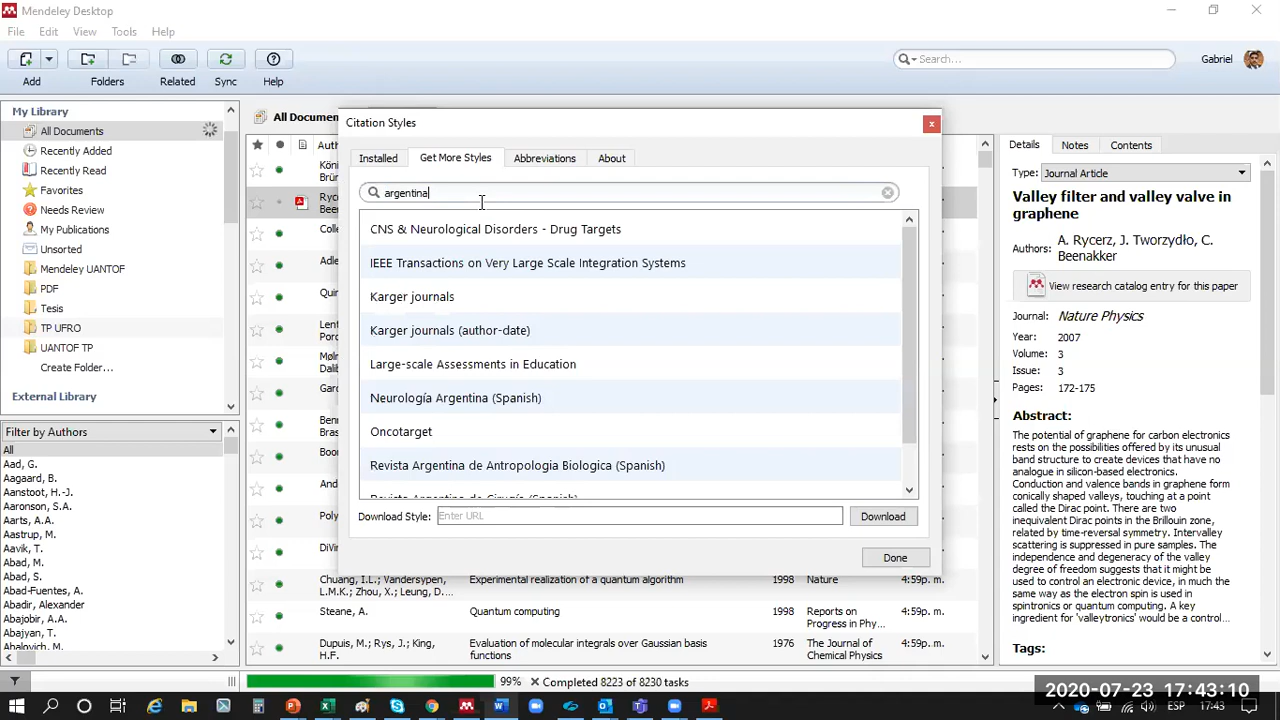 Mendeley Desktop
File Edit View Tools Help
Search...
Gabriel
Add Folders Related Sync Help
My Library
All Documents
Recently Added
Recently Read
Favorites
Needs Review
My Publications
Unsorted
Mendeley UANTOF
PDF
Tesis
TP UFRO
UANTOF TP
Create Folder...
External Library
Filter by Authors
All
Aad, G.
Aagaard, B.
Aanstoot, H.-J.
Aaronson, S.A.
Aarts, A.A.
Aastrup, M.
Aavik, T.
Abad, M.
Abad, S.
Abad-Fuentes, A.
Abadir, Alexander
Abajobir, A.A.
Abajyan, T.
Abalovich, M.
All Documen
Citation Styles
Installed Get More Styles Abbreviations About
argentina
CNS & Neurological Disorders - Drug Targets
IEEE Transactions on Very Large Scale Integration Systems
Karger journals
Karger journals (author-date)
Large-scale Assessments in Education
Neurología Argentina (Spanish)
Oncotarget
Revista Argentina de Antropologia Biologica (Spanish)
Revista Argentina de Cirugía (Spanish)
Download Style: Enter URL Download
Done
Chuang, I.L.; Vandersypen, L.M.K.; Zhou, X.; Leung, D. Experimental realization of a quantum algorithm 1998 Nature 4:59p. m.
Steane, A. Quantum computing 1998 Reports on Progress in Phy... 4:59p. m.
Dupuis, M.; Rys, J.; King, H.F. Evaluation of molecular integrals over Gaussian basis functions 1976 The Journal of Chemical Physics 4:59p. m.
99% Completed 8223 of 8230 tasks
Details Notes Contents
Type: Journal Article
Valley filter and valley valve in
graphene
Authors: A. Rycerz, J. Tworzydło, C.
Beenakker
View research catalog entry for this paper
Journal: Nature Physics
Year: 2007
Volume: 3
Issue: 3
Pages: 172-175
Abstract:
The potential of graphene for carbon electronics
rests on the possibilities offered by its unusual
band structure to create devices that have no
analogue in silicon-based electronics.
Conduction and valence bands in graphene form
conically shaped valleys, touching at a point
called the Dirac point. There are two
inequivalent Dirac points in the Brillouin zone,
related by time-reversal symmetry. Intervalley
scattering is suppressed in pure samples. The
independence and degeneracy of the valley
degree of freedom suggests that it might be
used to control an electronic device, in much the
same way as the electron spin is used in
spintronics or quantum computing. A key
ingredient for 'valleytronics' would be a control...
Tags:
2020-07-23 17:43:10
ESP 17:43